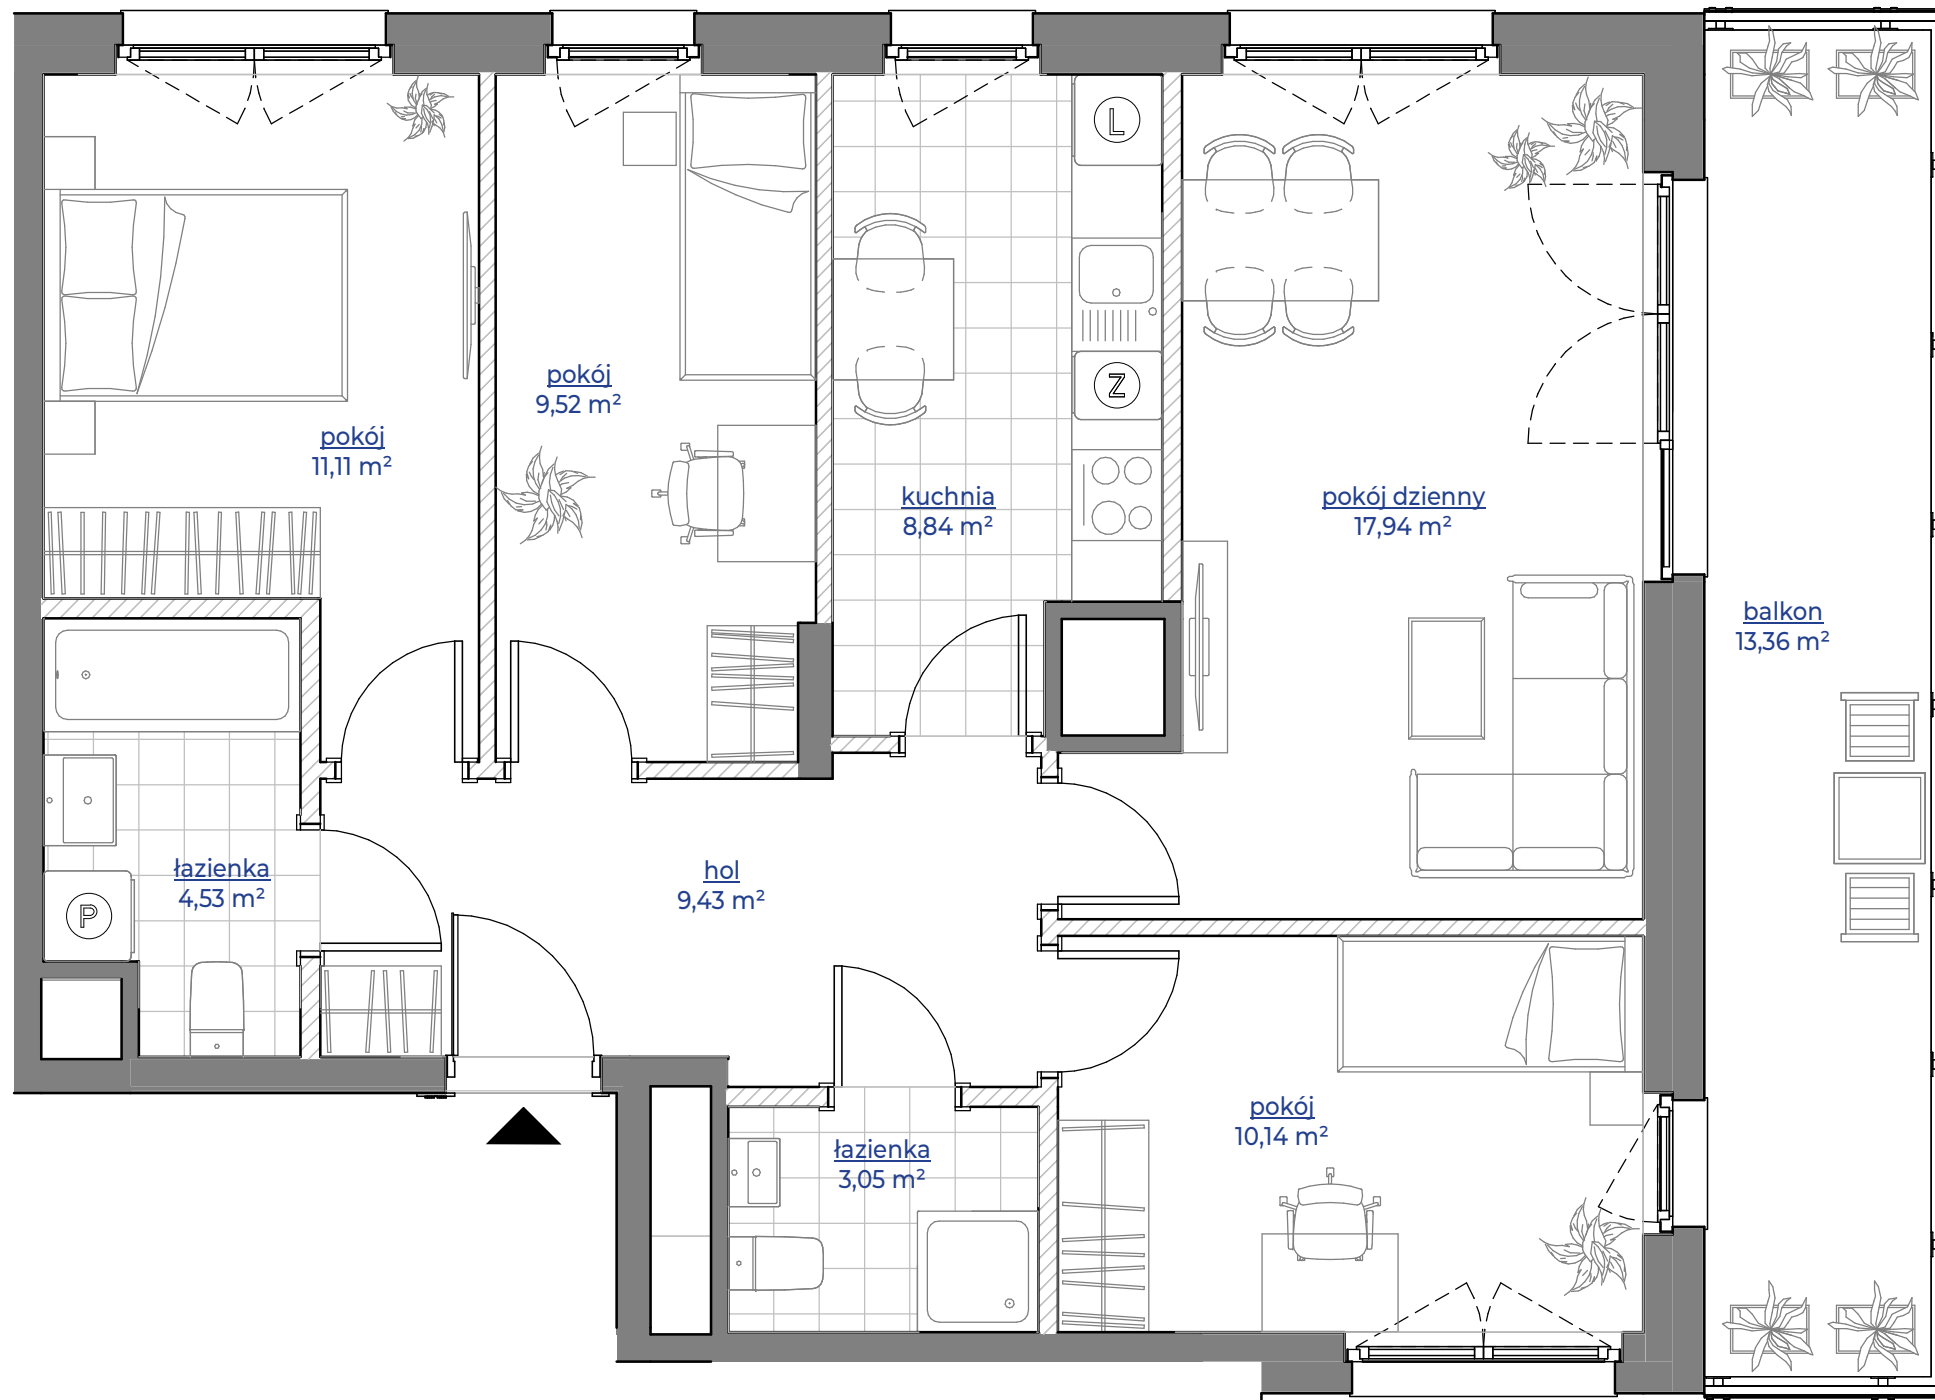 L
Z
pokój
9,52 m²
pokój
11,11 m²
kuchnia
8,84 m²
pokój dzienny
17,94 m²
balkon
13,36 m²
łazienka
4,53 m²
P
hol
9,43 m²
pokój
10,14 m²
łazienka
3,05 m²